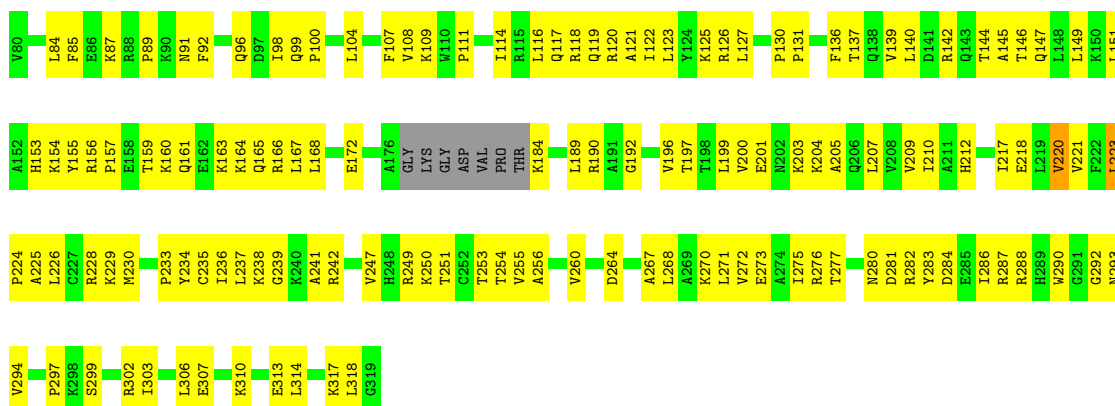 V80 L84 F85 E86 K87 R88 P89 K90 N91 F92 Q96 D97 I98 Q99 P100 L104 F107 V108 K109 W110 P111 I114 R115 L116 Q117 R118 Q119 R120 A121 I122 L123 Y124 K125 R126 L127 P130 P131 F136 T137 Q138 V139 L140 D141 R142 Q143 T144 A145 T146 Q147 L148 L149 K150 L151
A152 H153 K154 Y155 R156 P157 E158 T159 K160 Q161 E162 K163 K164 Q165 R166 L167 L168 E172 A176 GLY LYS GLY ASP VAL PRO THR K184 L189 R190 A191 G192 V196 T197 T198 L199 V200 E201 N202 K203 K204 A205 Q206 L207 V208 V209 I210 A211 H212 I217 E218 L219 V220 V221 F222 L223
P224 A225 L226 C227 R228 K229 M230 P233 Y234 C235 I236 L237 K238 G239 K240 A241 R242 V247 H248 R249 K250 T251 C252 T253 T254 V255 A256 V260 D264 A267 L268 A269 K270 L271 V272 E273 A274 I275 R276 T277 N280 D281 R282 Y283 D284 E285 I286 R287 R288 H289 W290 G291 G292 N293
V294 P297 K298 S299 R302 I303 L306 E307 K310 E313 L314 K317 L318 G319